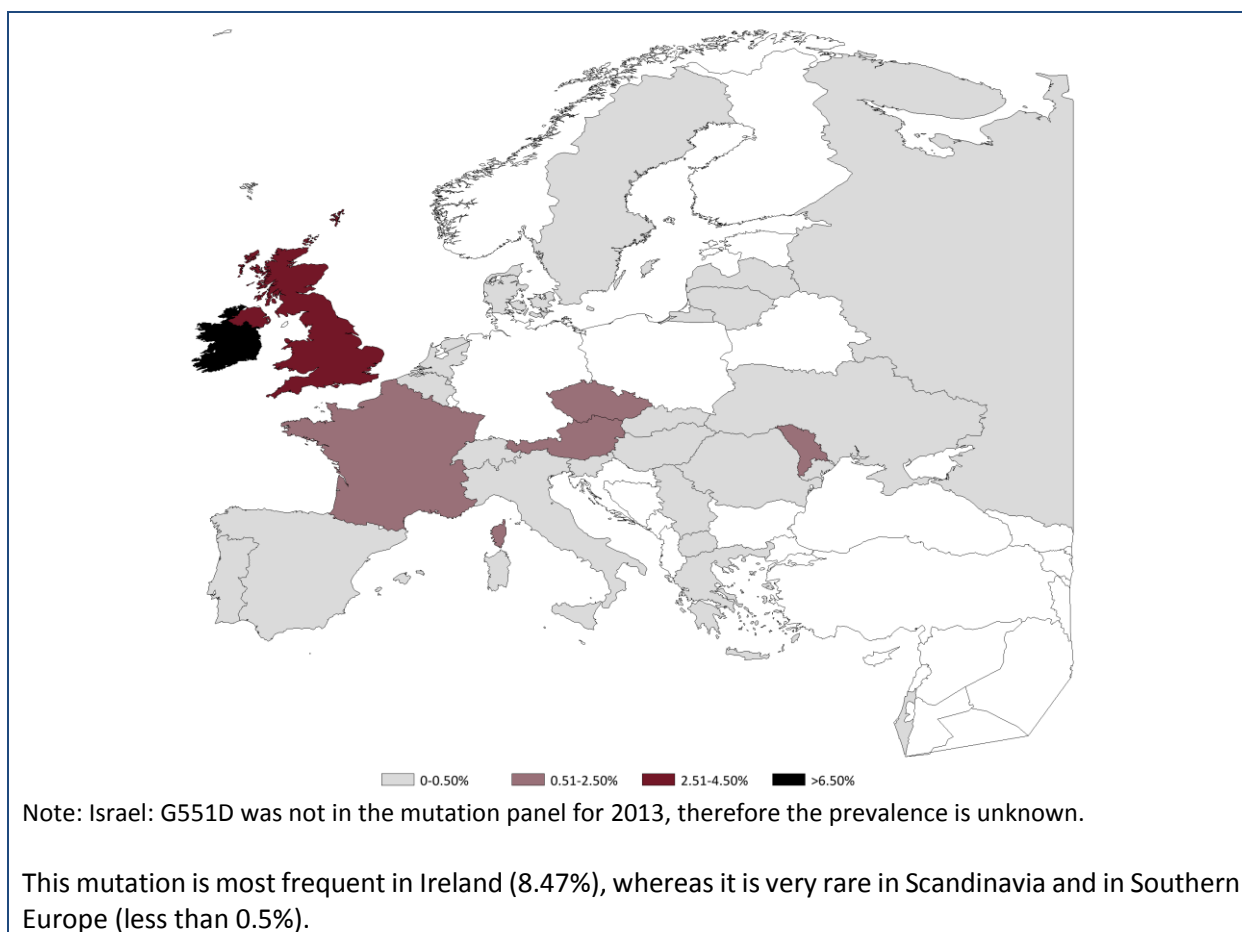 0-0.50% 0.51-2.50% 2.51-4.50% >6.50%
Note: Israel: G551D was not in the mutation panel for 2013, therefore the prevalence is unknown.
This mutation is most frequent in Ireland (8.47%), whereas it is very rare in Scandinavia and in Southern
Europe (less than 0.5%).